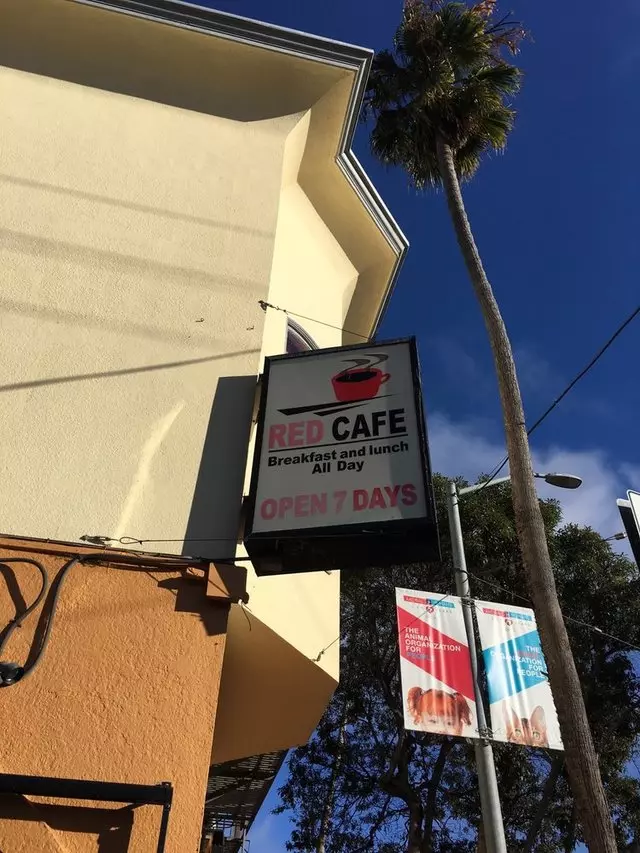 RED CAFE
Breakfast and lunch
All Day
OPEN 7 DAYS
THE
ANIMAL
ORGANIZATION
FOR
THE
ORGANIZATION
FOR
PEOPLE